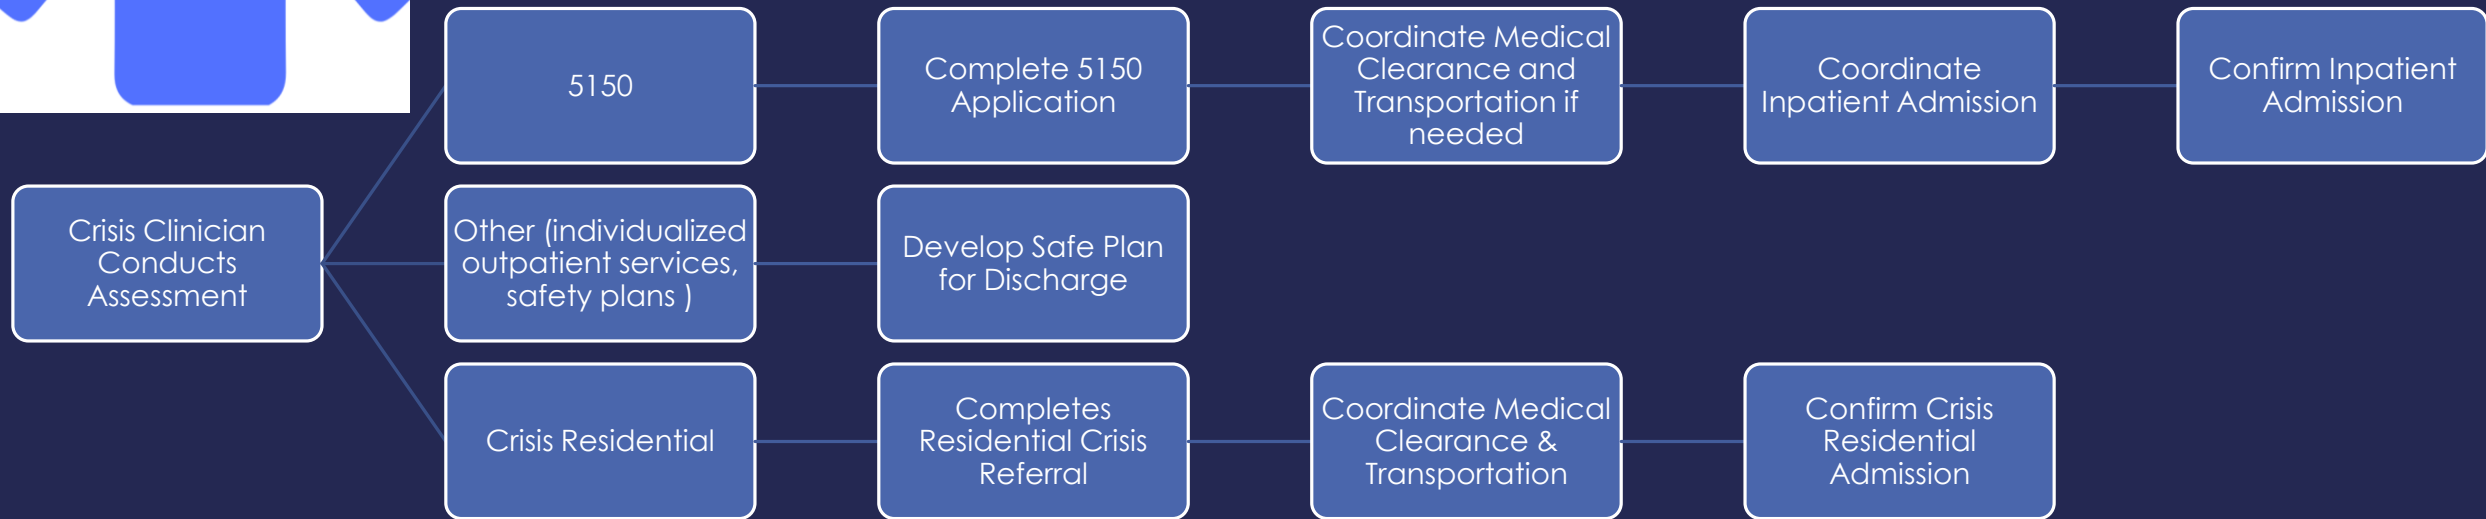 5150
Complete 5150
Application
Coordinate Medical
Clearance and
Transportation if
needed
Coordinate
Inpatient Admission
Confirm Inpatient
Admission
Crisis Clinician
Conducts
Assessment
Other (individualized
outpatient services,
safety plans )
Develop Safe Plan
for Discharge
Crisis Residential
Completes
Residential Crisis
Referral
Coordinate Medical
Clearance &
Transportation
Confirm Crisis
Residential
Admission